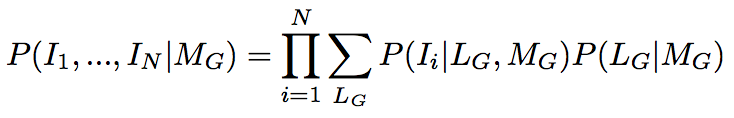 P(I_1, ..., I_N|M_G) = \prod_{i=1}^{N} \sum_{L_G} P(I_i|L_G, M_G)P(L_G|M_G)